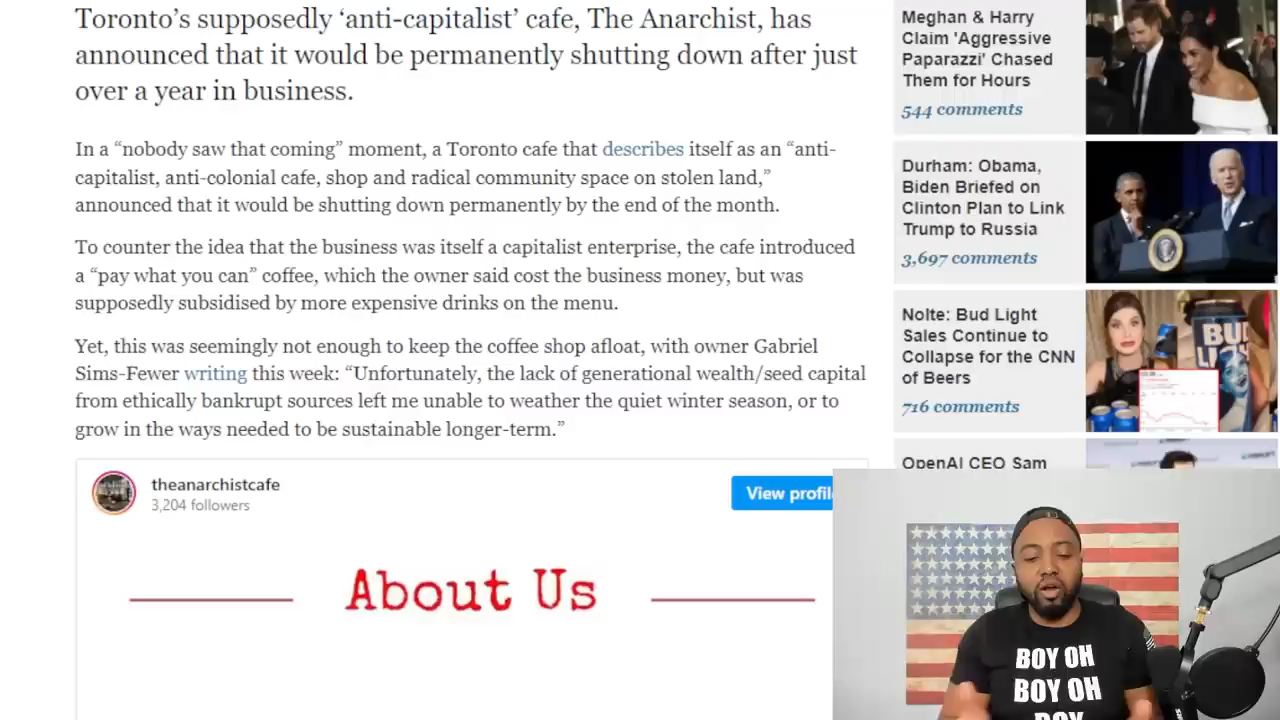 Toronto’s supposedly ‘anti-capitalist’ cafe, The Anarchist, has
announced that it would be permanently shutting down after just
over a year in business.
In a “nobody saw that coming” moment, a Toronto cafe that describes itself as an “anti-
capitalist, anti-colonial cafe, shop and radical community space on stolen land,”
announced that it would be shutting down permanently by the end of the month.
To counter the idea that the business was itself a capitalist enterprise, the cafe introduced
a “pay what you can” coffee, which the owner said cost the business money, but was
supposedly subsidised by more expensive drinks on the menu.
Yet, this was seemingly not enough to keep the coffee shop afloat, with owner Gabriel
Sims-Fewer writing this week: “Unfortunately, the lack of generational wealth/seed capital
from ethically bankrupt sources left me unable to weather the quiet winter season, or to
grow in the ways needed to be sustainable longer-term.”
theanarchistcafe
3,204 followers
View profil
About Us
Meghan & Harry
Claim 'Aggressive
Paparazzi' Chased
Them for Hours
544 comments
Durham: Obama,
Biden Briefed on
Clinton Plan to Link
Trump to Russia
3,697 comments
Nolte: Bud Light
Sales Continue to
Collapse for the CNN
of Beers
716 comments
BUD
OpenAI CEO Sam
BOY OH
BOY OH
BOY